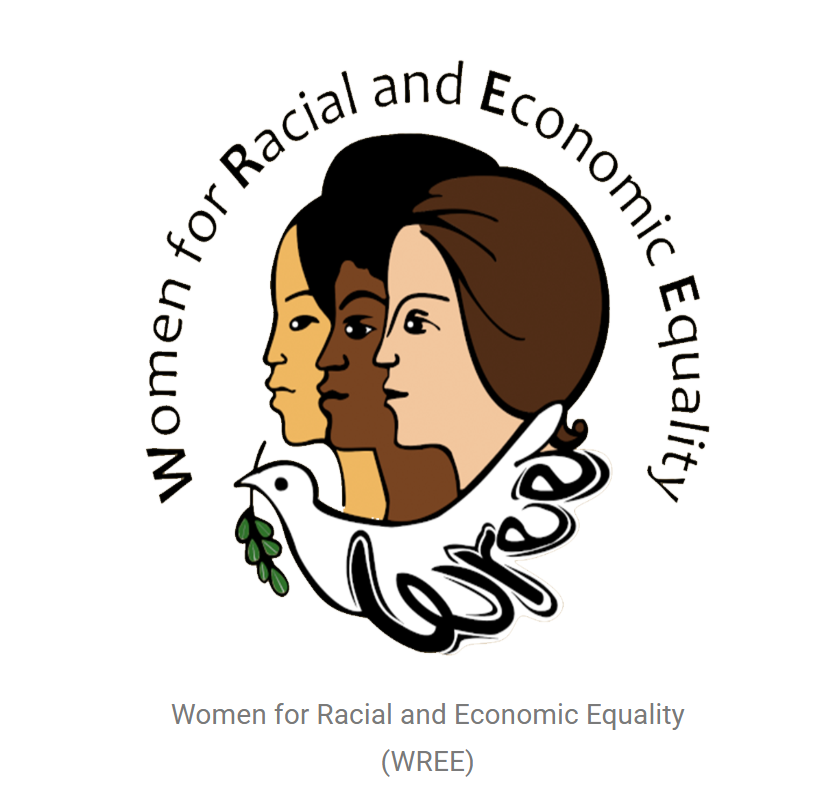 Women for Racial and Economic Equality
Wree
Women for Racial and Economic Equality
(WREE)